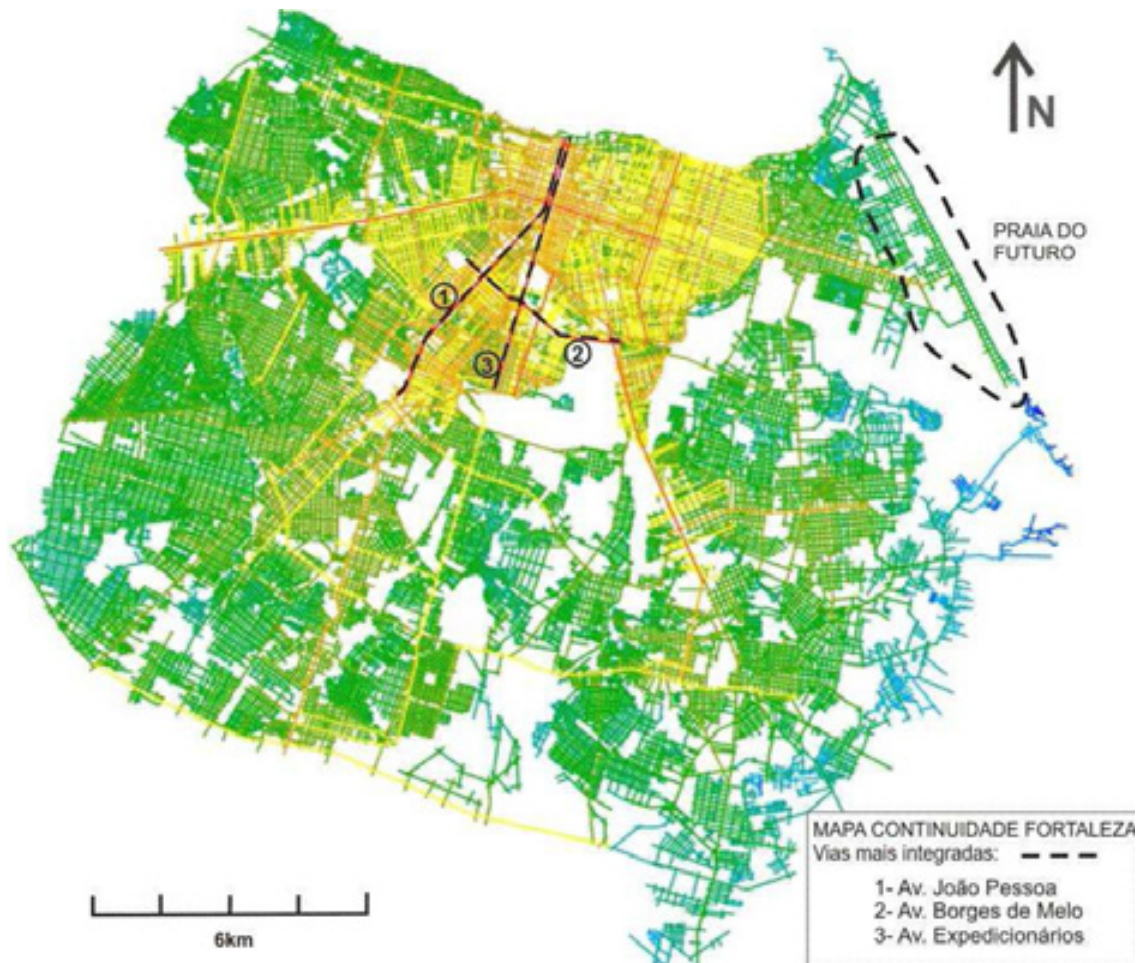 N
PRAIA DO
FUTURO
1
3
2
MAPA CONTINUIDADE FORTALEZA
Vias mais integradas:
1- Av. João Pessoa
2- Av. Borges de Melo
3- Av. Expedicionários
6km